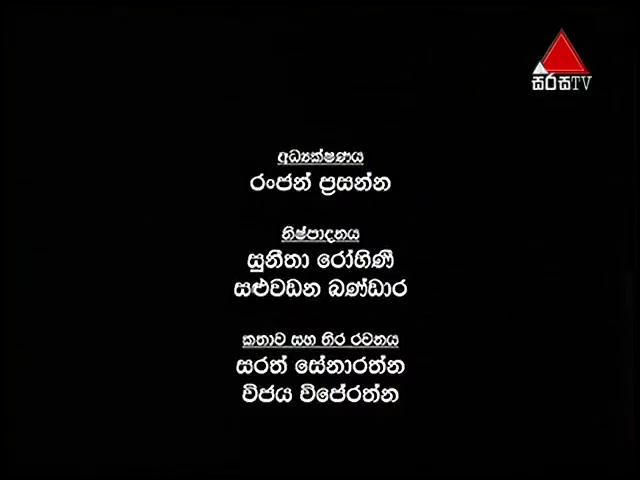 සිරසTV
අධ්‍යක්ෂණය
රංජන් ප්‍රසන්න
නිෂ්පාදනය
සුනීතා රෝහිණී
සළුවඩන බණ්ඩාර
කතාව සහ තිර රචනය
සරත් සේනාරත්න
විජය විජේරත්න